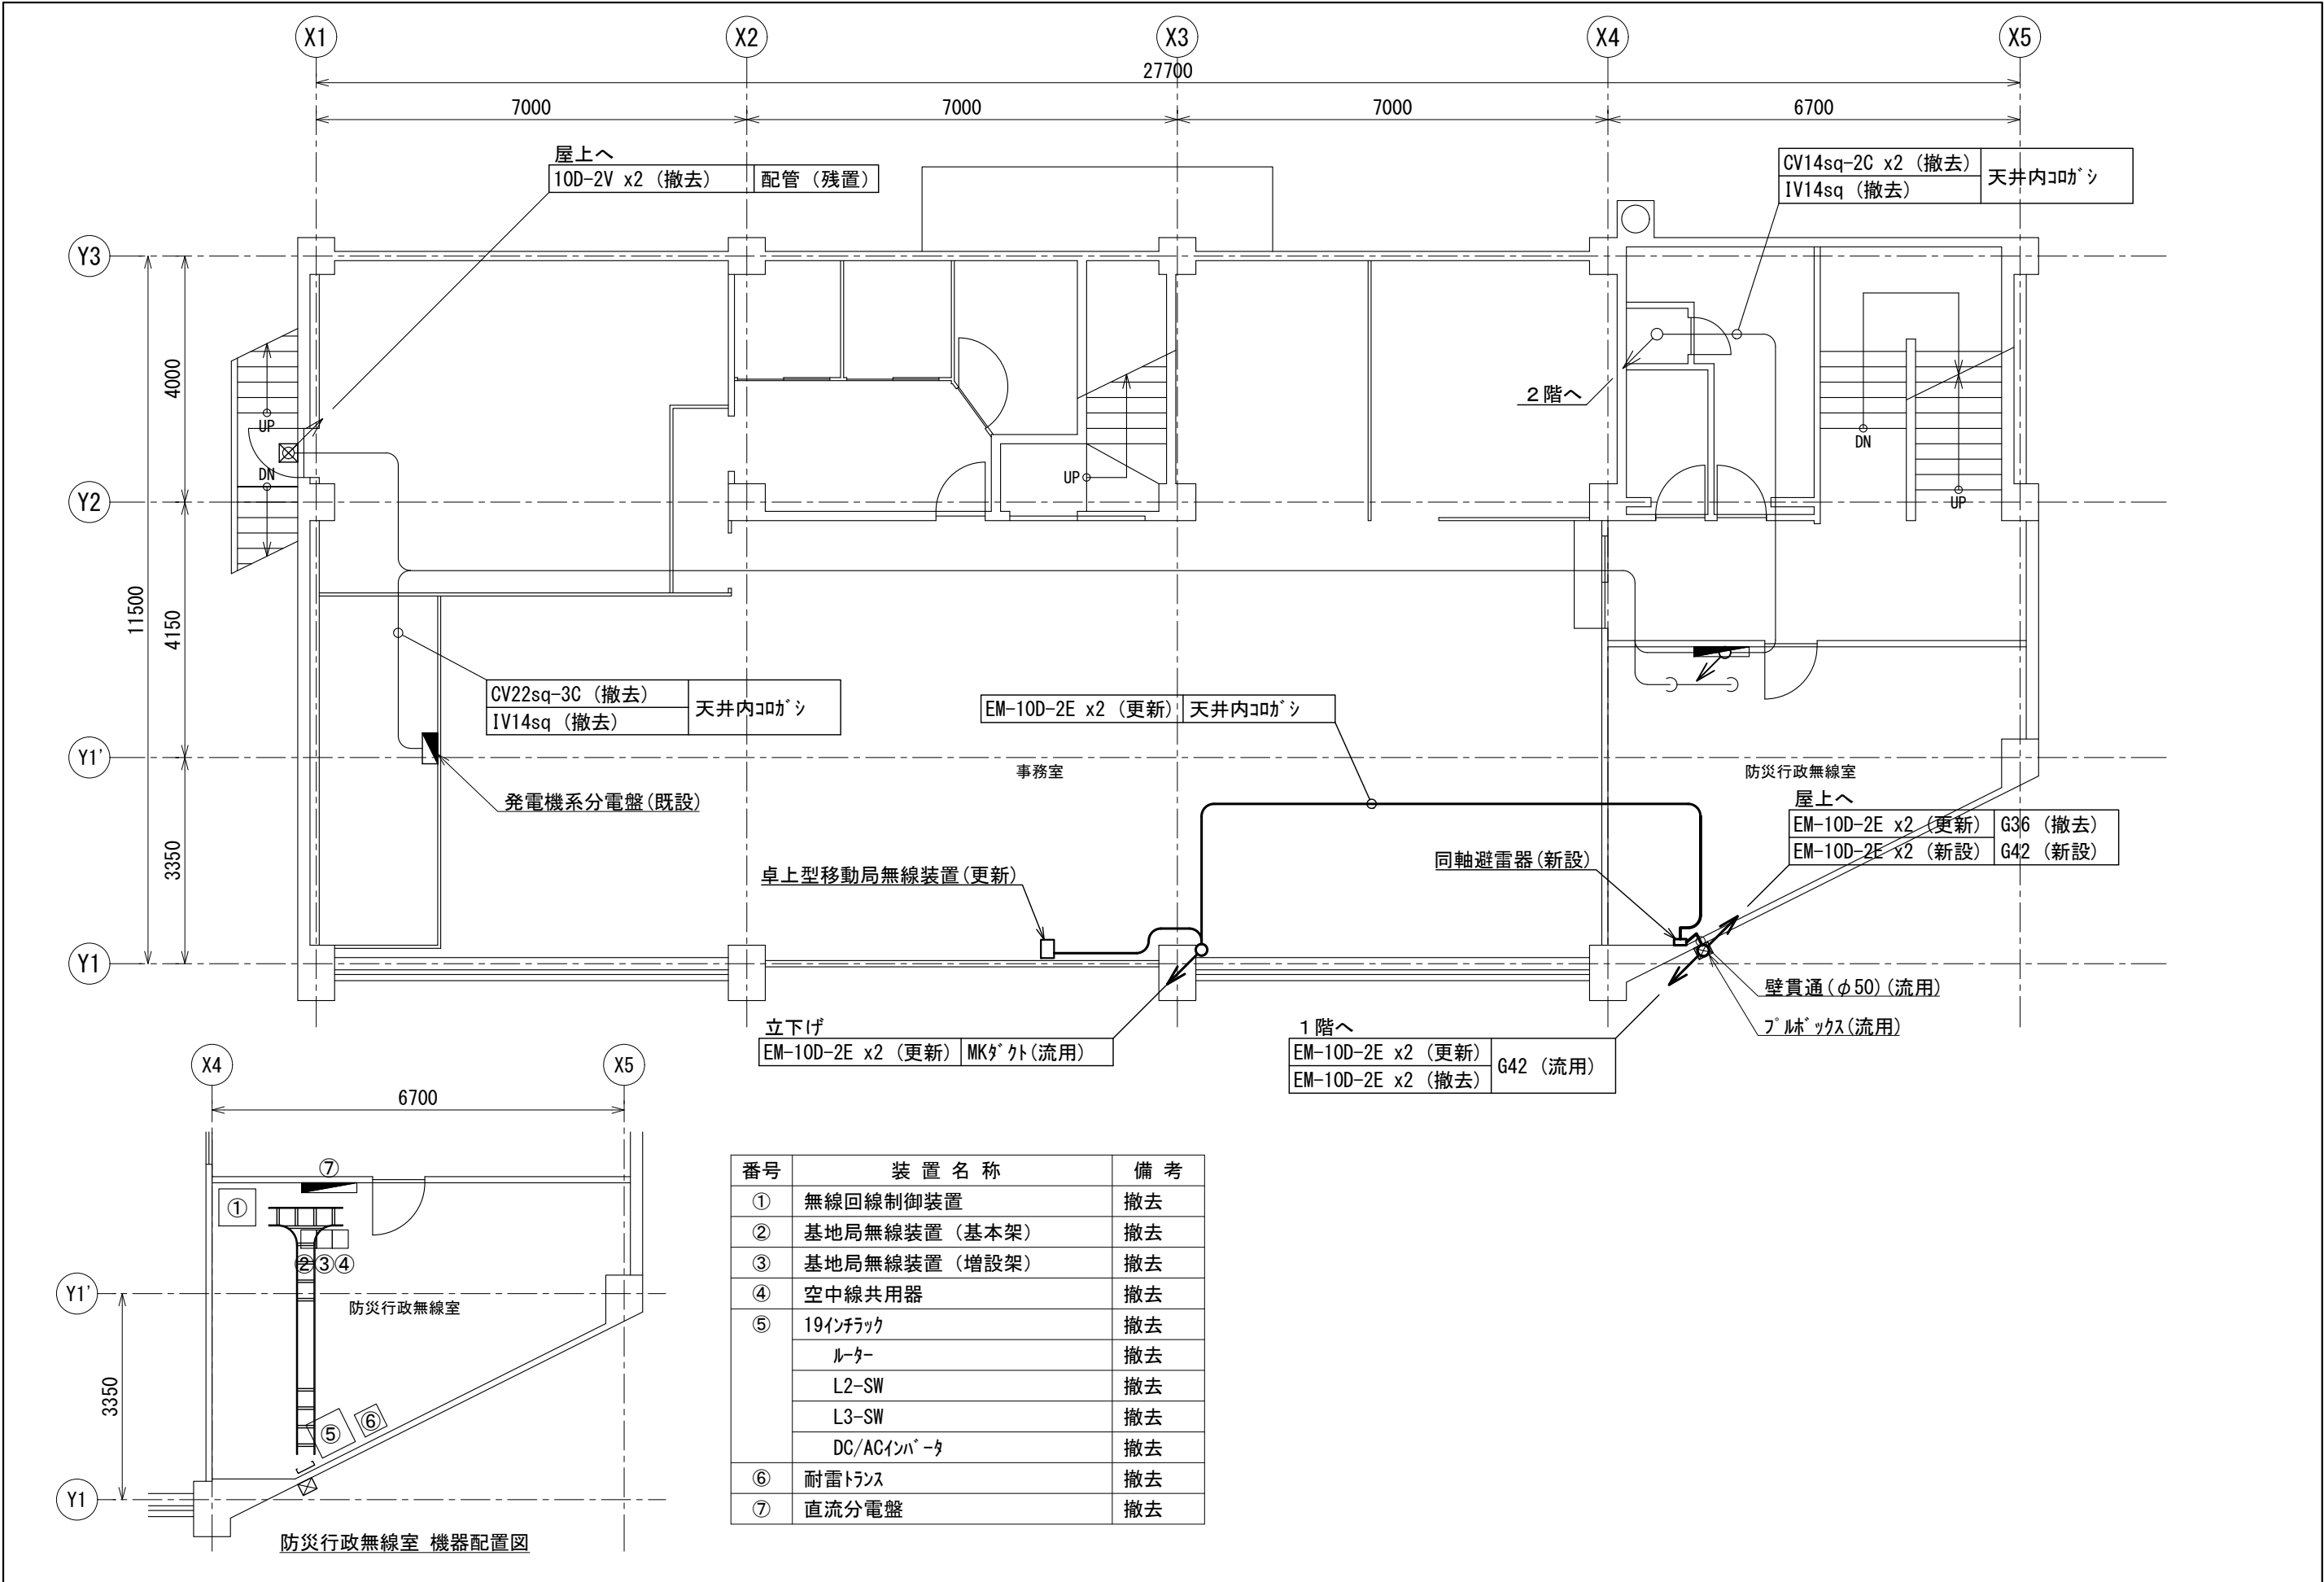 X1
X2
X3
X4
X5
27700
7000
7000
7000
6700
屋上へ
10D-2V x2（撤去） 配管（残置）
CV14sq-2C x2（撤去）
IV14sq（撤去）
天井内ｺﾛｶﾞｼ
Y3
4000
２階へ
UP
DN
UP
DN
UP
Y2
11500
4150
CV22sq-3C（撤去）
IV14sq（撤去）
天井内ｺﾛｶﾞｼ
EM-10D-2E x2（更新） 天井内ｺﾛｶﾞｼ
Y1'
事務室
防災行政無線室
発電機系分電盤(既設)
屋上へ
EM-10D-2E x2（更新） G36（撤去）
EM-10D-2E x2（新設） G42（新設）
3350
卓上型移動局無線装置(更新)
同軸避雷器(新設)
Y1
壁貫通(φ50)(流用)
ﾌﾟﾙﾎﾞｯｸｽ(流用)
立下げ
EM-10D-2E x2（更新） MKﾀﾞｸﾄ(流用)
１階へ
EM-10D-2E x2（更新）
EM-10D-2E x2（撤去）
G42（流用）
X4
X5
6700
⑦
①
②③④
Y1'
防災行政無線室
3350
⑤
⑥
Y1
防災行政無線室 機器配置図
番号 装 置 名 称 備 考
① 無線回線制御装置 撤去
② 基地局無線装置（基本架） 撤去
③ 基地局無線装置（増設架） 撤去
④ 空中線共用器 撤去
⑤ 19ｲﾝﾁﾗｯｸ 撤去
ﾙｰﾀｰ 撤去
L2-SW 撤去
L3-SW 撤去
DC/ACｲﾝﾊﾞｰﾀ 撤去
⑥ 耐雷ﾄﾗﾝｽ 撤去
⑦ 直流分電盤 撤去